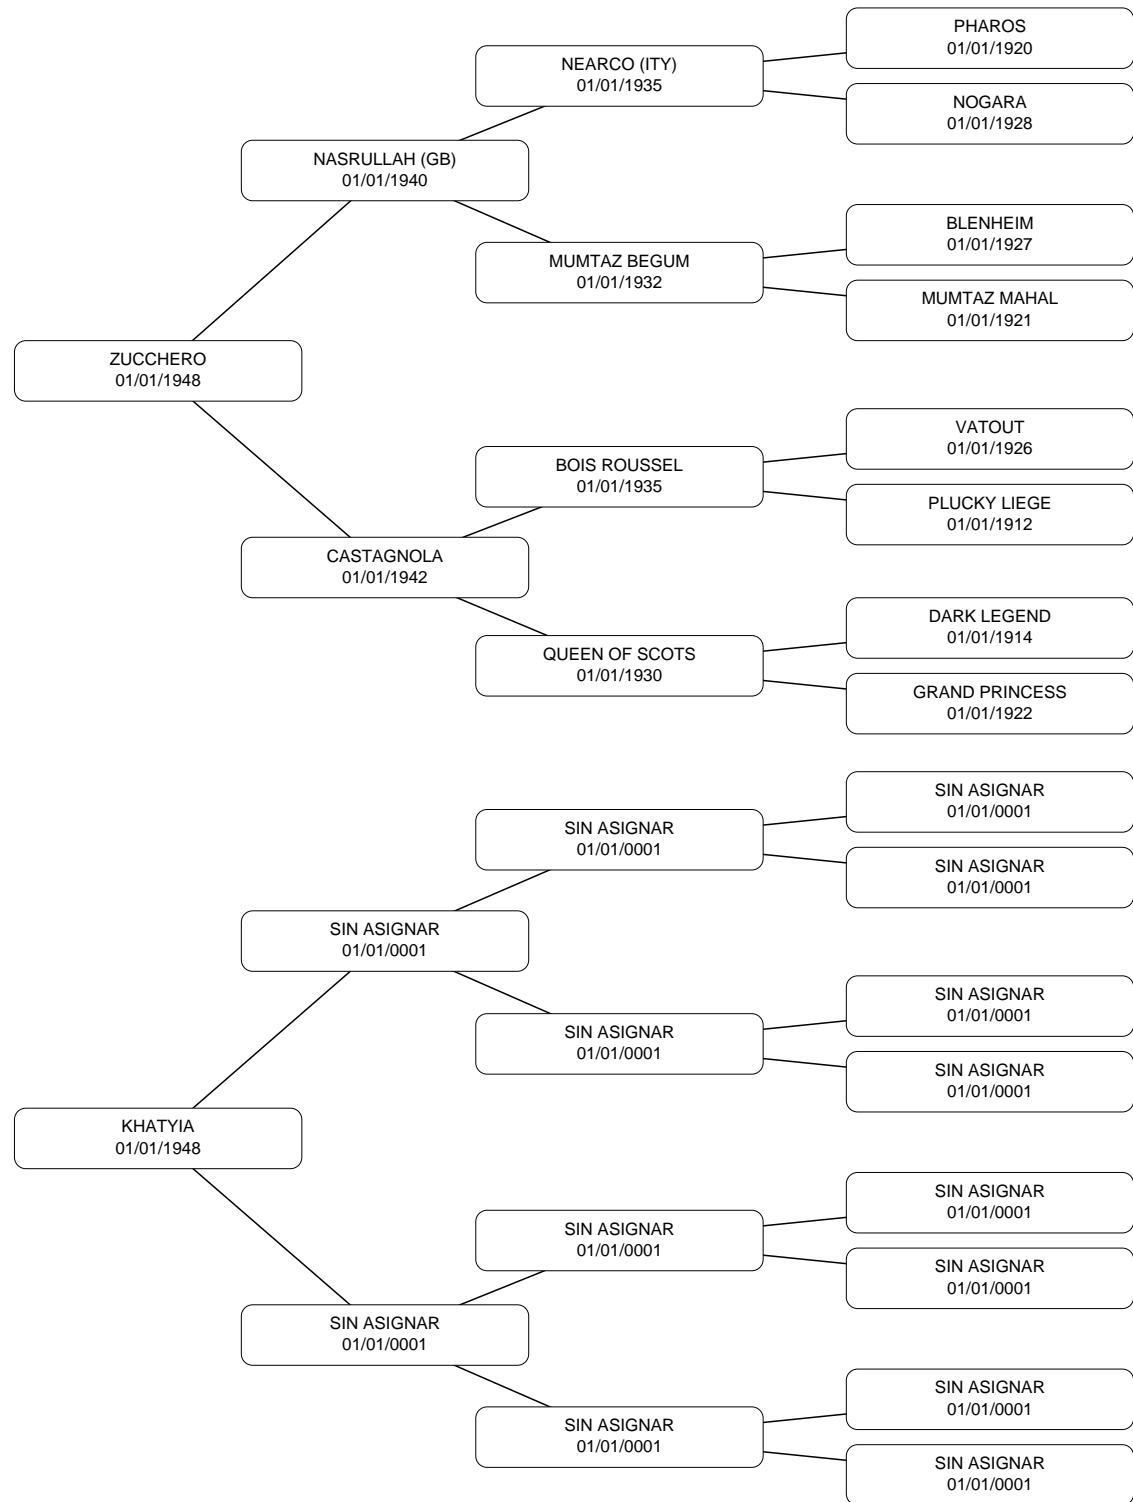 PHAROS
01/01/1920
NEARCO (ITY)
01/01/1935
NOGARA
01/01/1928
NASRULLAH (GB)
01/01/1940
BLENHEIM
01/01/1927
MUMTAZ BEGUM
01/01/1932
MUMTAZ MAHAL
01/01/1921
ZUCCHERO
01/01/1948
VATOUT
01/01/1926
BOIS ROUSSEL
01/01/1935
PLUCKY LIEGE
01/01/1912
CASTAGNOLA
01/01/1942
DARK LEGEND
01/01/1914
QUEEN OF SCOTS
01/01/1930
GRAND PRINCESS
01/01/1922
SIN ASIGNAR
01/01/0001
SIN ASIGNAR
01/01/0001
SIN ASIGNAR
01/01/0001
SIN ASIGNAR
01/01/0001
SIN ASIGNAR
01/01/0001
SIN ASIGNAR
01/01/0001
SIN ASIGNAR
01/01/0001
KHATYIA
01/01/1948
SIN ASIGNAR
01/01/0001
SIN ASIGNAR
01/01/0001
SIN ASIGNAR
01/01/0001
SIN ASIGNAR
01/01/0001
SIN ASIGNAR
01/01/0001
SIN ASIGNAR
01/01/0001
SIN ASIGNAR
01/01/0001